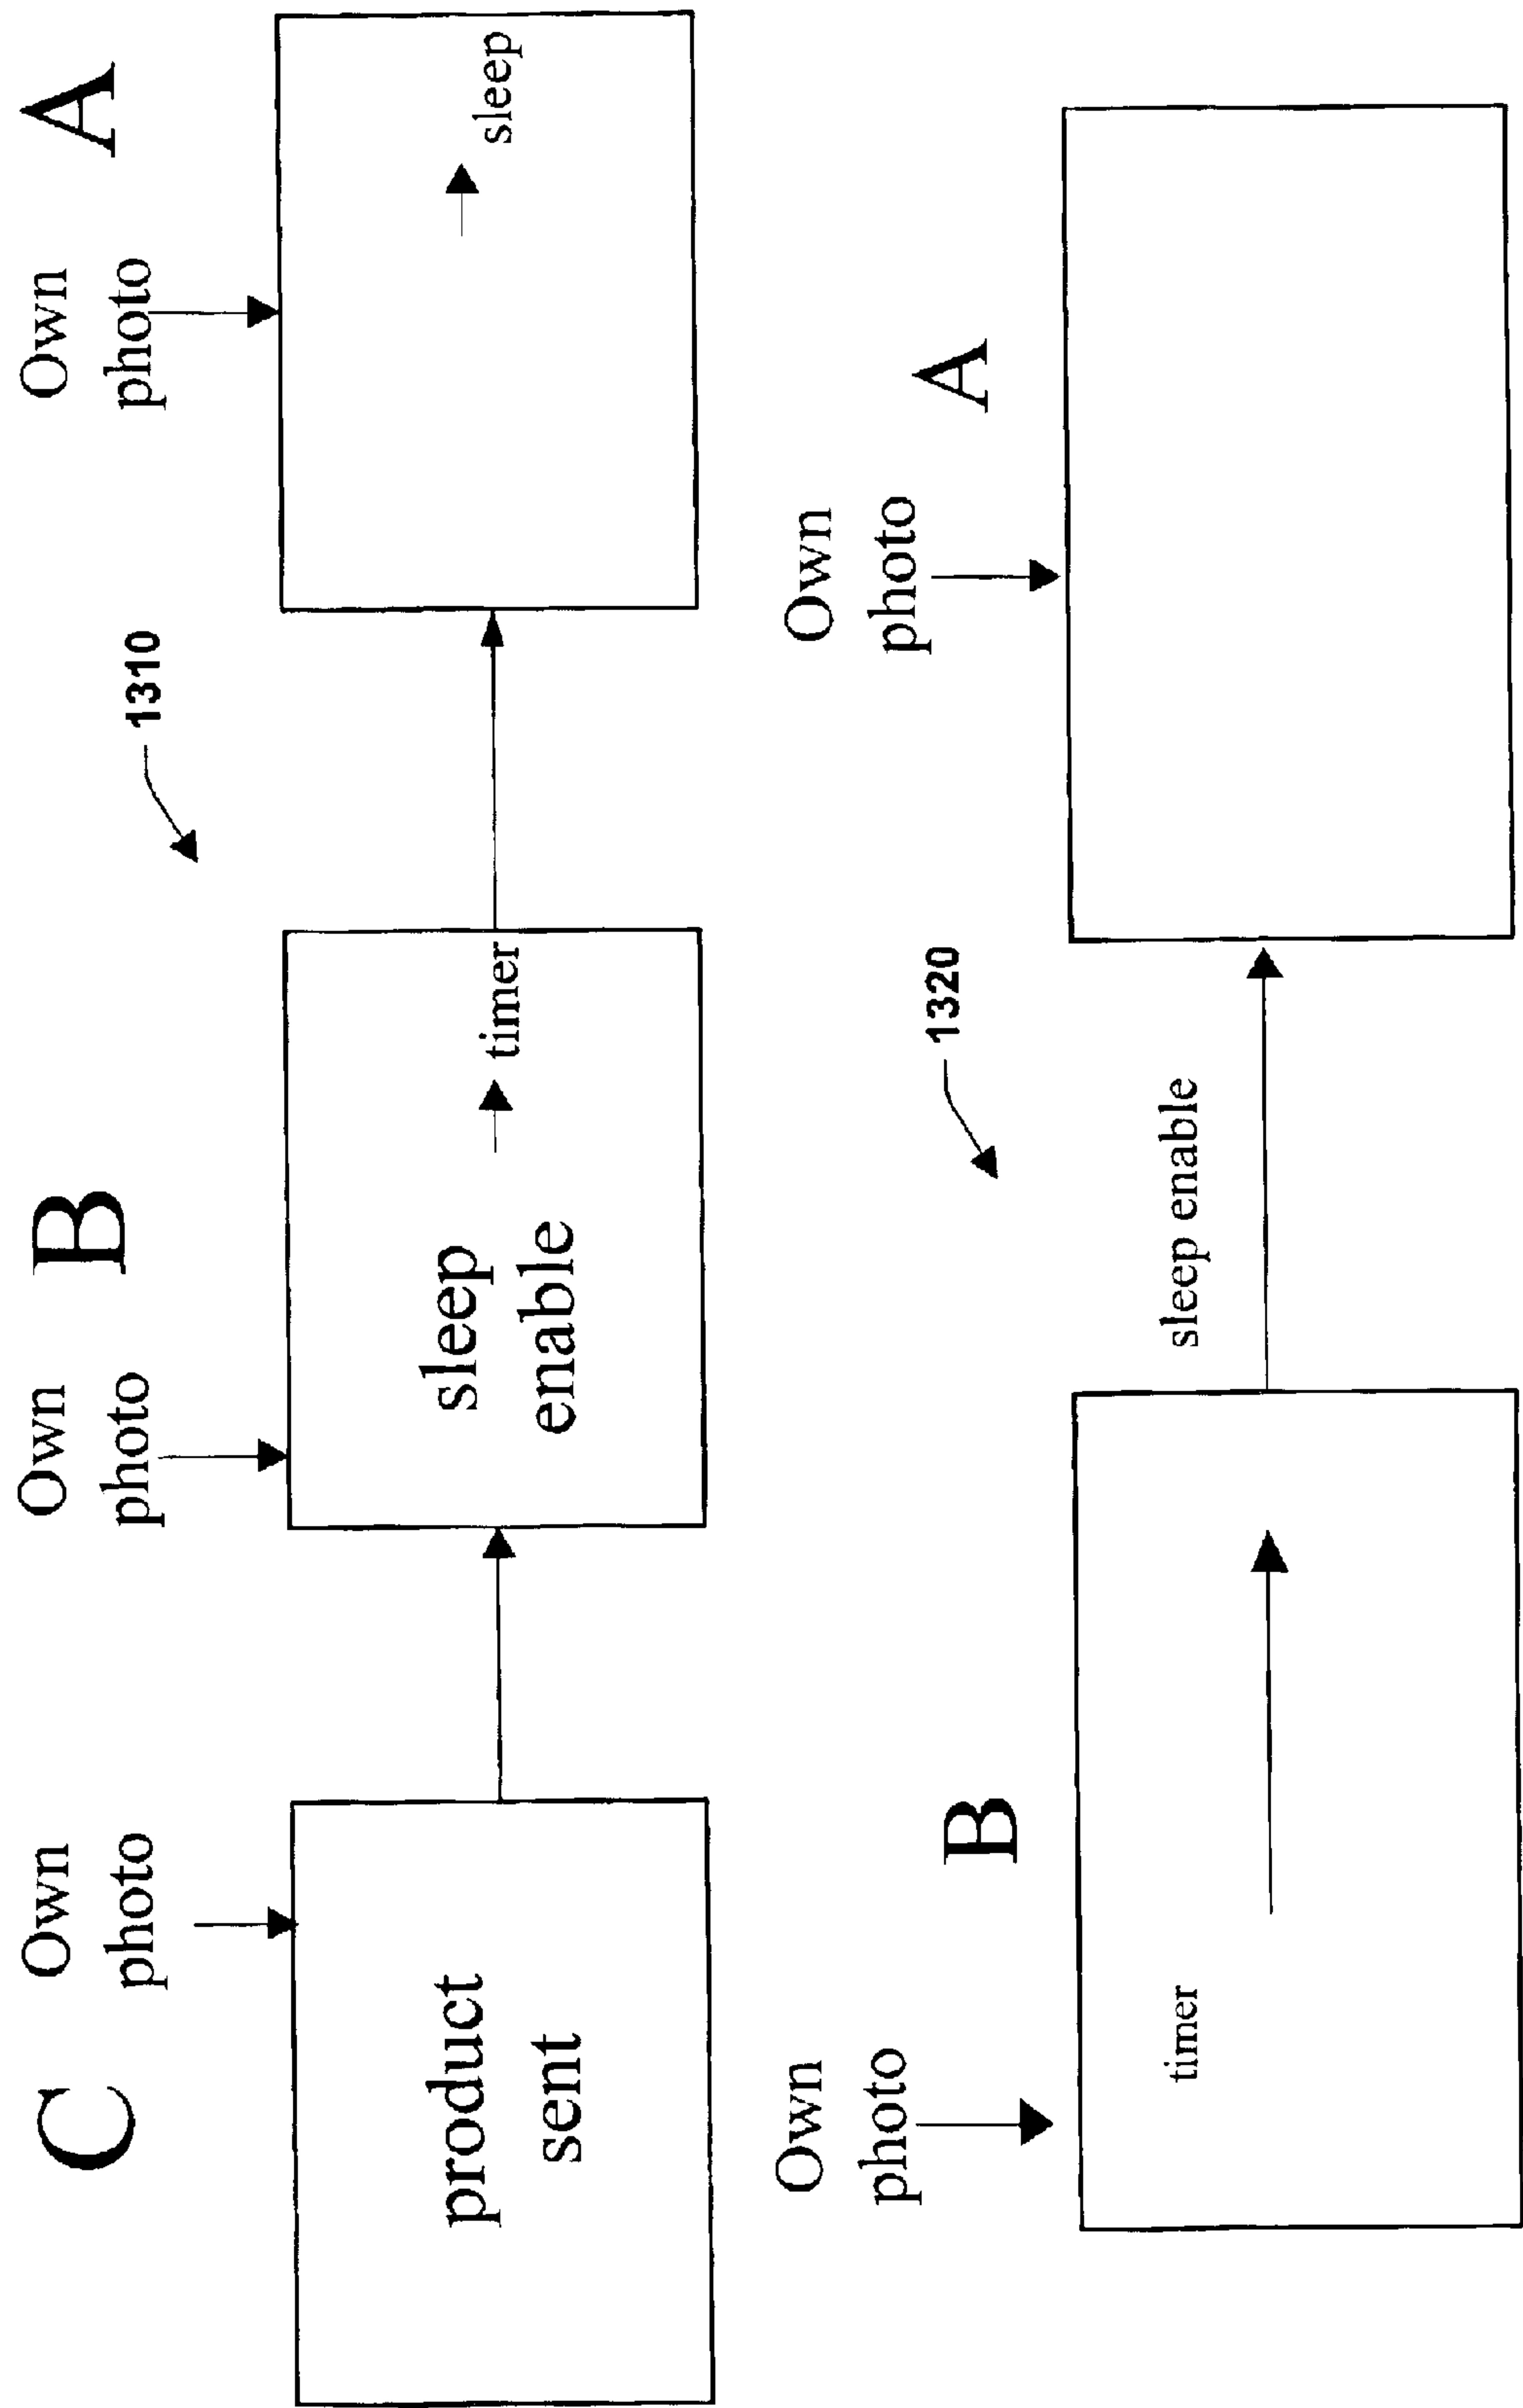 C
Own
photo
product
sent
B
Own
photo
sleep
enable
timer
1310
A
Own
photo
sleep
B
Own
photo
timer
sleep enable
1320
A
Own
photo